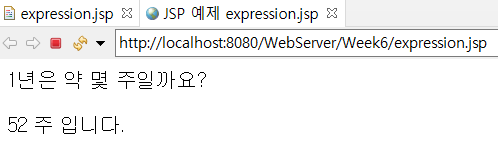 expression.jsp JSP 예제 expression.jsp
http://localhost:8080/WebServer/Week6/expression.jsp
1년은 약 몇 주일까요?
52 주 입니다.